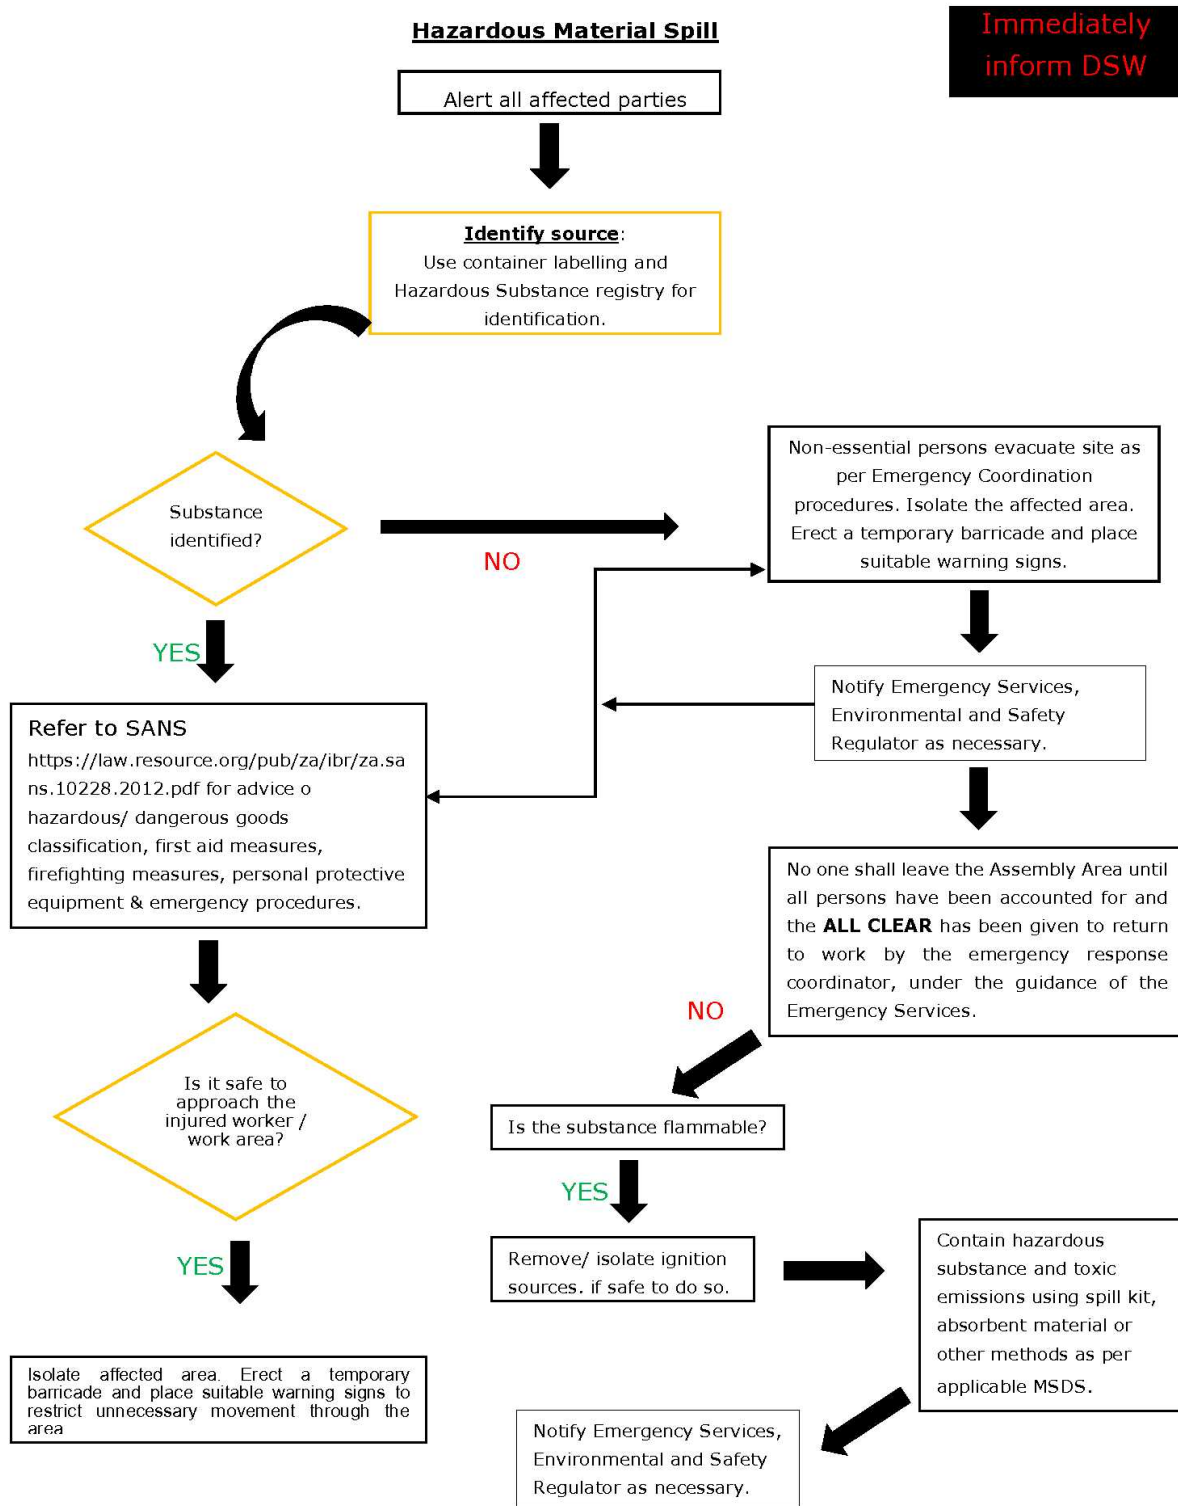 Hazardous Material Spill
Immediately
inform DSW
Alert all affected parties
Identify source:
Use container labelling and
Hazardous Substance registry for
identification.
Substance
identified?
NO
Non-essential persons evacuate site as
per Emergency Coordination
procedures. Isolate the affected area.
Erect a temporary barricade and place
suitable warning signs.
YES
Refer to SANS
https://law.resource.org/pub/za/ibr/za.sa
ns.10228.2012.pdf for advice o
hazardous/ dangerous goods
classification, first aid measures,
firefighting measures, personal protective
equipment & emergency procedures.
Notify Emergency Services,
Environmental and Safety
Regulator as necessary.
No one shall leave the Assembly Area until
all persons have been accounted for and
the ALL CLEAR has been given to return
to work by the emergency response
coordinator, under the guidance of the
Emergency Services.
NO
Is it safe to
approach the
injured worker /
work area?
Is the substance flammable?
YES
YES
Remove/ isolate ignition
sources. if safe to do so.
Contain hazardous
substance and toxic
emissions using spill kit,
absorbent material or
other methods as per
applicable MSDS.
Isolate affected area. Erect a temporary
barricade and place suitable warning signs to
restrict unnecessary movement through the
area
Notify Emergency Services,
Environmental and Safety
Regulator as necessary.